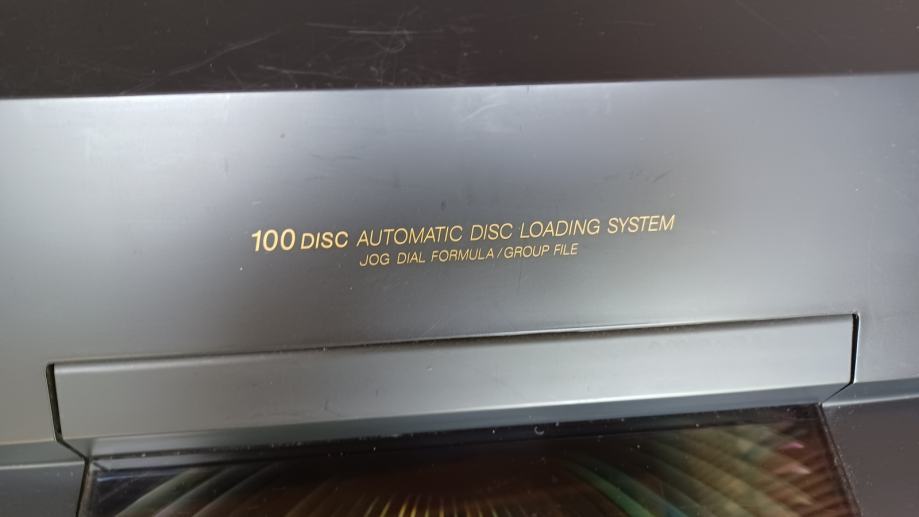 100 DISC AUTOMATIC DISC LOADING SYSTEM
JOG DIAL FORMULA/GROUP FILE